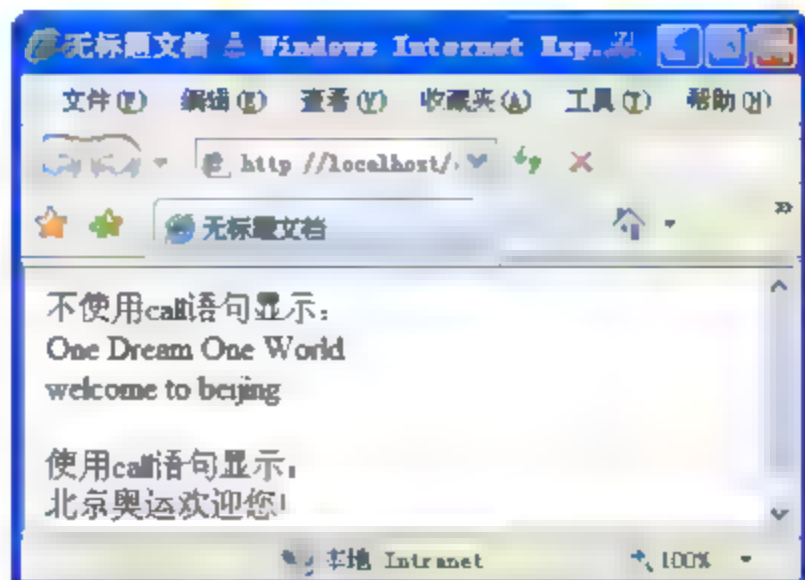 无标题文档 - Windows Internet Exp...
文件(F) 编辑(E) 查看(V) 收藏夹(A) 工具(T) 帮助(H)
http://localhost/
无标题文档
不使用call语句显示：
One Dream One World
welcome to beijing
使用call语句显示：
北京奥运欢迎您!
本地 Intranet 100%